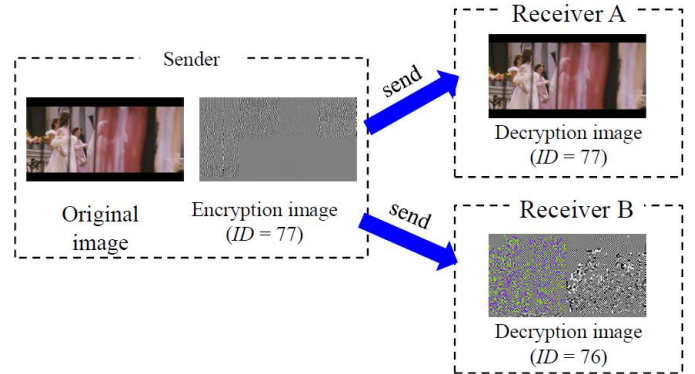 Sender
Original
image
Encryption image
(ID = 77)
send
send
Receiver A
Decryption image
(ID = 77)
Receiver B
Decryption image
(ID = 76)